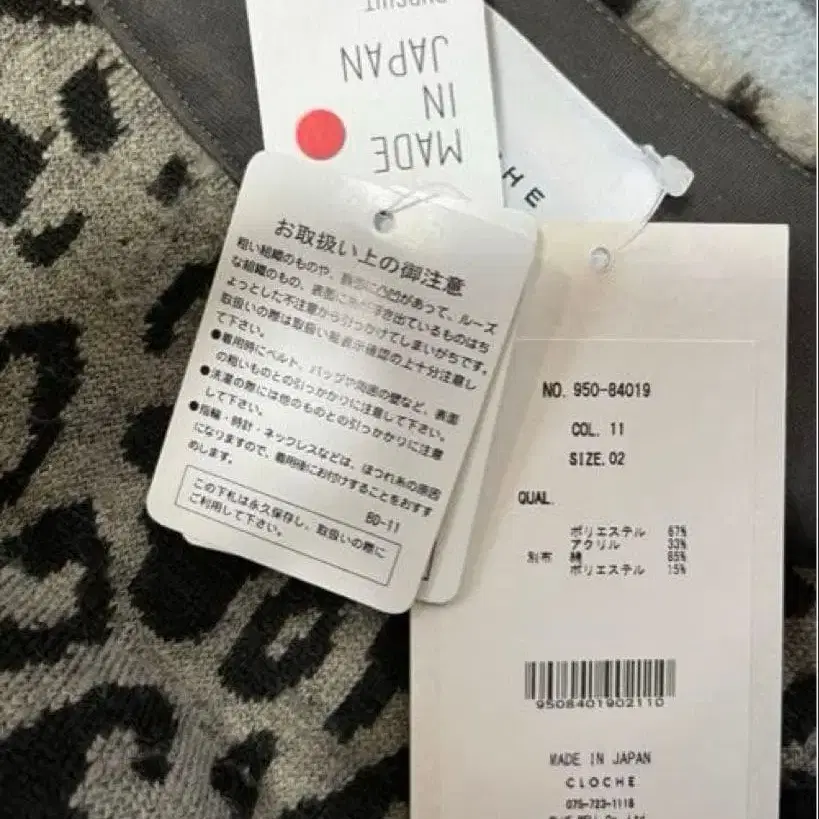 MADE
IN
JAPAN
HE
お取扱い上の御注意
粗い組織のものや、表面に凸凹があって、ルーズ
な組織のもの、表面に糸が浮き出ているものはち
ょっとした不注意から引っかけてしまいがちです。
取扱いの際は取扱い絵表示確認の上十分注意し
て下さい。
●着用時にベルト、バッグや周囲の壁など、表面
の粗いものとの引っかかりに注意して下さい。
●洗濯の際には他のものとの引っかかりに注意
して下さい。
●指輪・時計・ネックレスなどは、ほつれ糸の原因
になりますので、着用後にお付けすることをおすす
めします。
BD-11
この下札は永久保存し、取扱いの際に
ご利用して下さい。
NO. 950-84019
COL. 11
SIZE.02
QUAL.
ポリエステル 67%
アクリル 33%
別布 綿 85%
ポリエステル 15%
9508401902110
MADE IN JAPAN
CLOCHE
075-723-1118